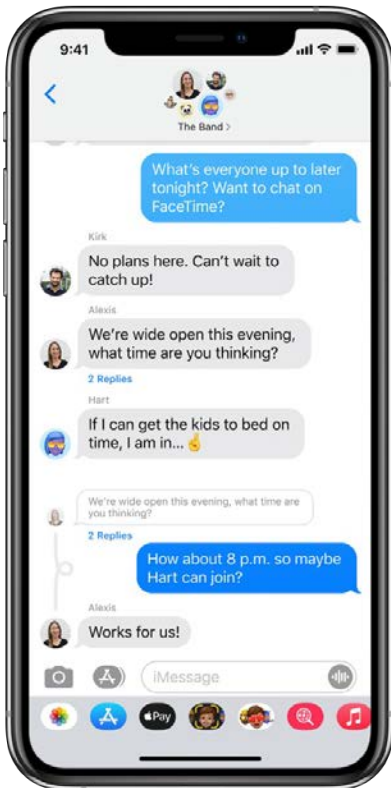 9:41
The Band >
What's everyone up to later
tonight? Want to chat on
FaceTime?
Kirk
No plans here. Can't wait to
catch up!
Alexis
We're wide open this evening,
what time are you thinking?
2 Replies
Hart
If I can get the kids to bed on
time, I am in... 🤞
We're wide open this evening, what time are
you thinking?
2 Replies
How about 8 p.m. so maybe
Hart can join?
Alexis
Works for us!
iMessage
Pay